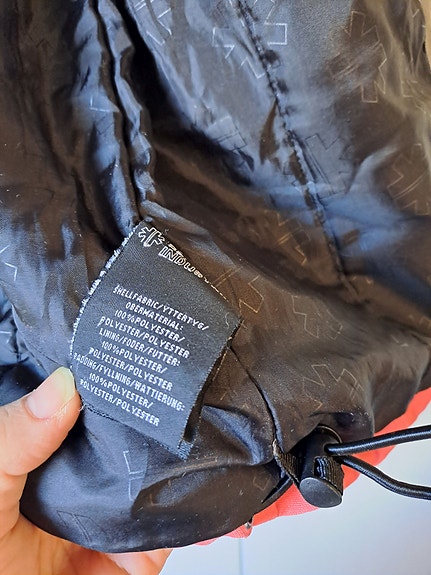 SHELLFABRIC/YTTERTYG/
OBERMATERIAL:
100%POLYESTER/
POLYESTER/POLYESTER
LINING/FODER/FUTTER:
100%POLYESTER/
POLYESTER/POLYESTER
PADDING/FYLLNING/WATTIERUNG:
100%POLYESTER/
POLYESTER/POLYESTER